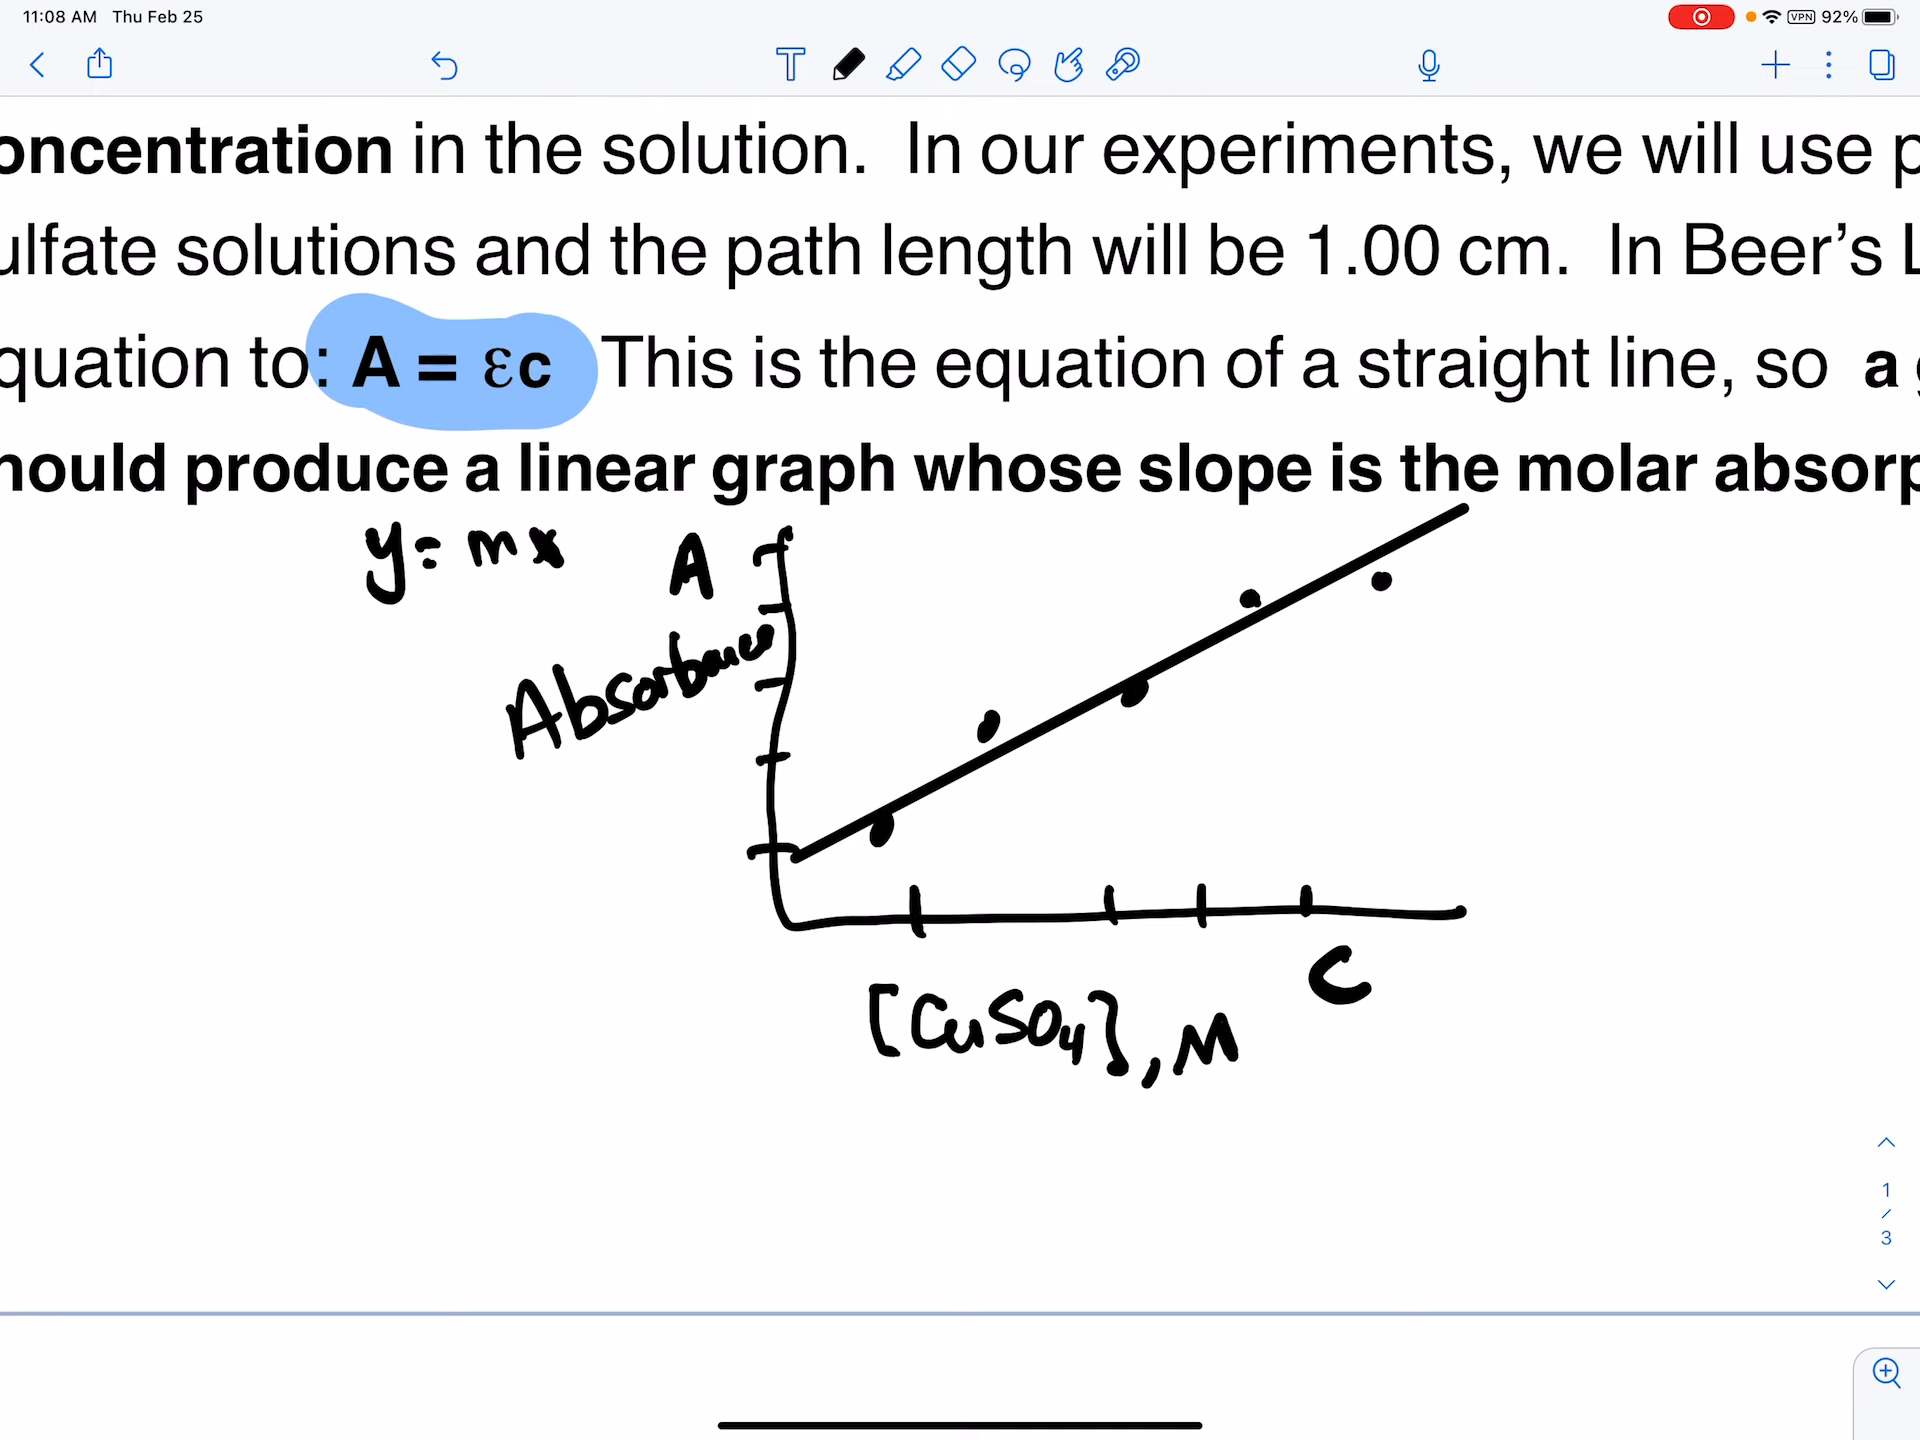 11:08 AM Thu Feb 25
VPN 92%
T
oncentration in the solution. In our experiments, we will use p
ulfate solutions and the path length will be 1.00 cm. In Beer's L
quation to: A = εc This is the equation of a straight line, so a g
hould produce a linear graph whose slope is the molar absorp
y = mx
A
Absorbance
C
[CuSO4], M
1
/
3